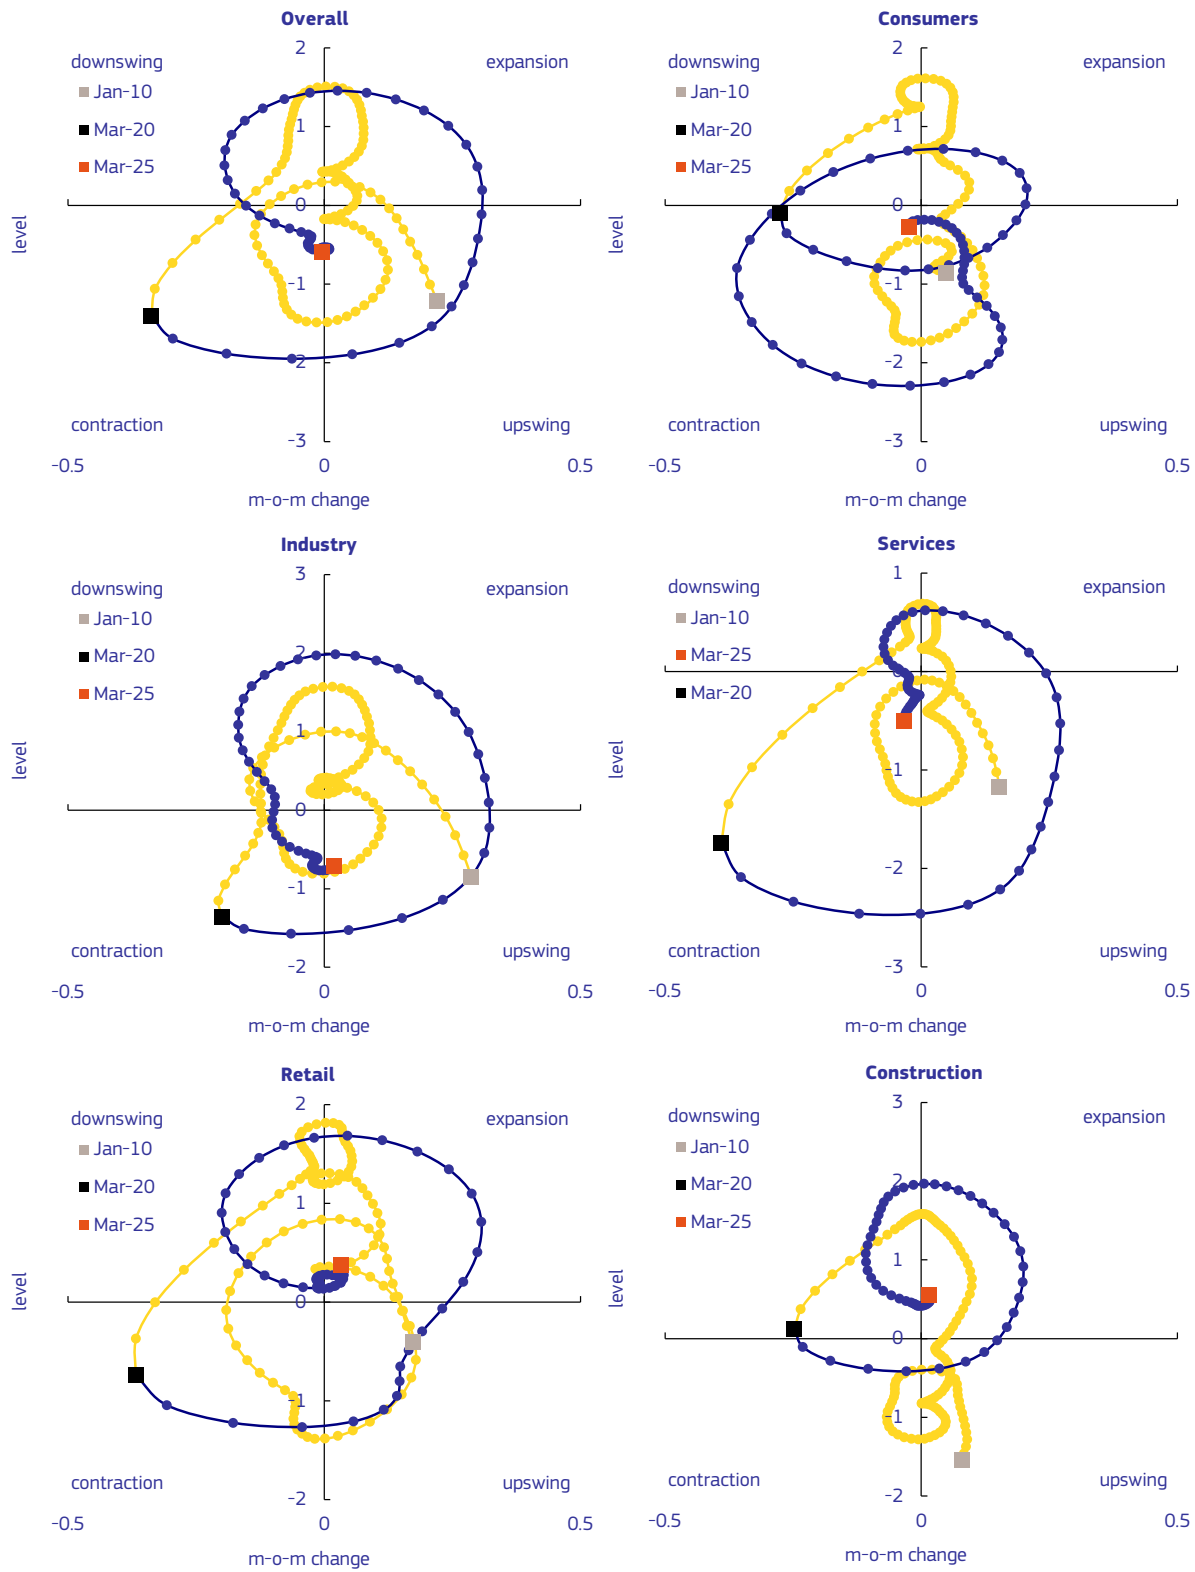 Overall
2
downswing
expansion
Jan-10
1
Mar-20
Mar-25
0
level
-1
-2
contraction
upswing
-3
-0.5
0
0.5
m-o-m change
Consumers
2
downswing
expansion
Jan-10
1
Mar-20
Mar-25
0
level
-1
-2
contraction
upswing
-3
-0.5
0
0.5
m-o-m change
Industry
3
downswing
expansion
Jan-10
2
Mar-20
Mar-25
1
level
0
-1
contraction
upswing
-2
-0.5
0
0.5
m-o-m change
Services
1
downswing
expansion
Jan-10
Mar-25
0
Mar-20
level
-1
-2
contraction
upswing
-3
-0.5
0
0.5
m-o-m change
Retail
2
downswing
expansion
Jan-10
Mar-20
1
Mar-25
level
0
-1
contraction
upswing
-2
-0.5
0
0.5
m-o-m change
Construction
3
downswing
expansion
Jan-10
2
Mar-20
Mar-25
1
level
0
-1
contraction
upswing
-2
-0.5
0
0.5
m-o-m change